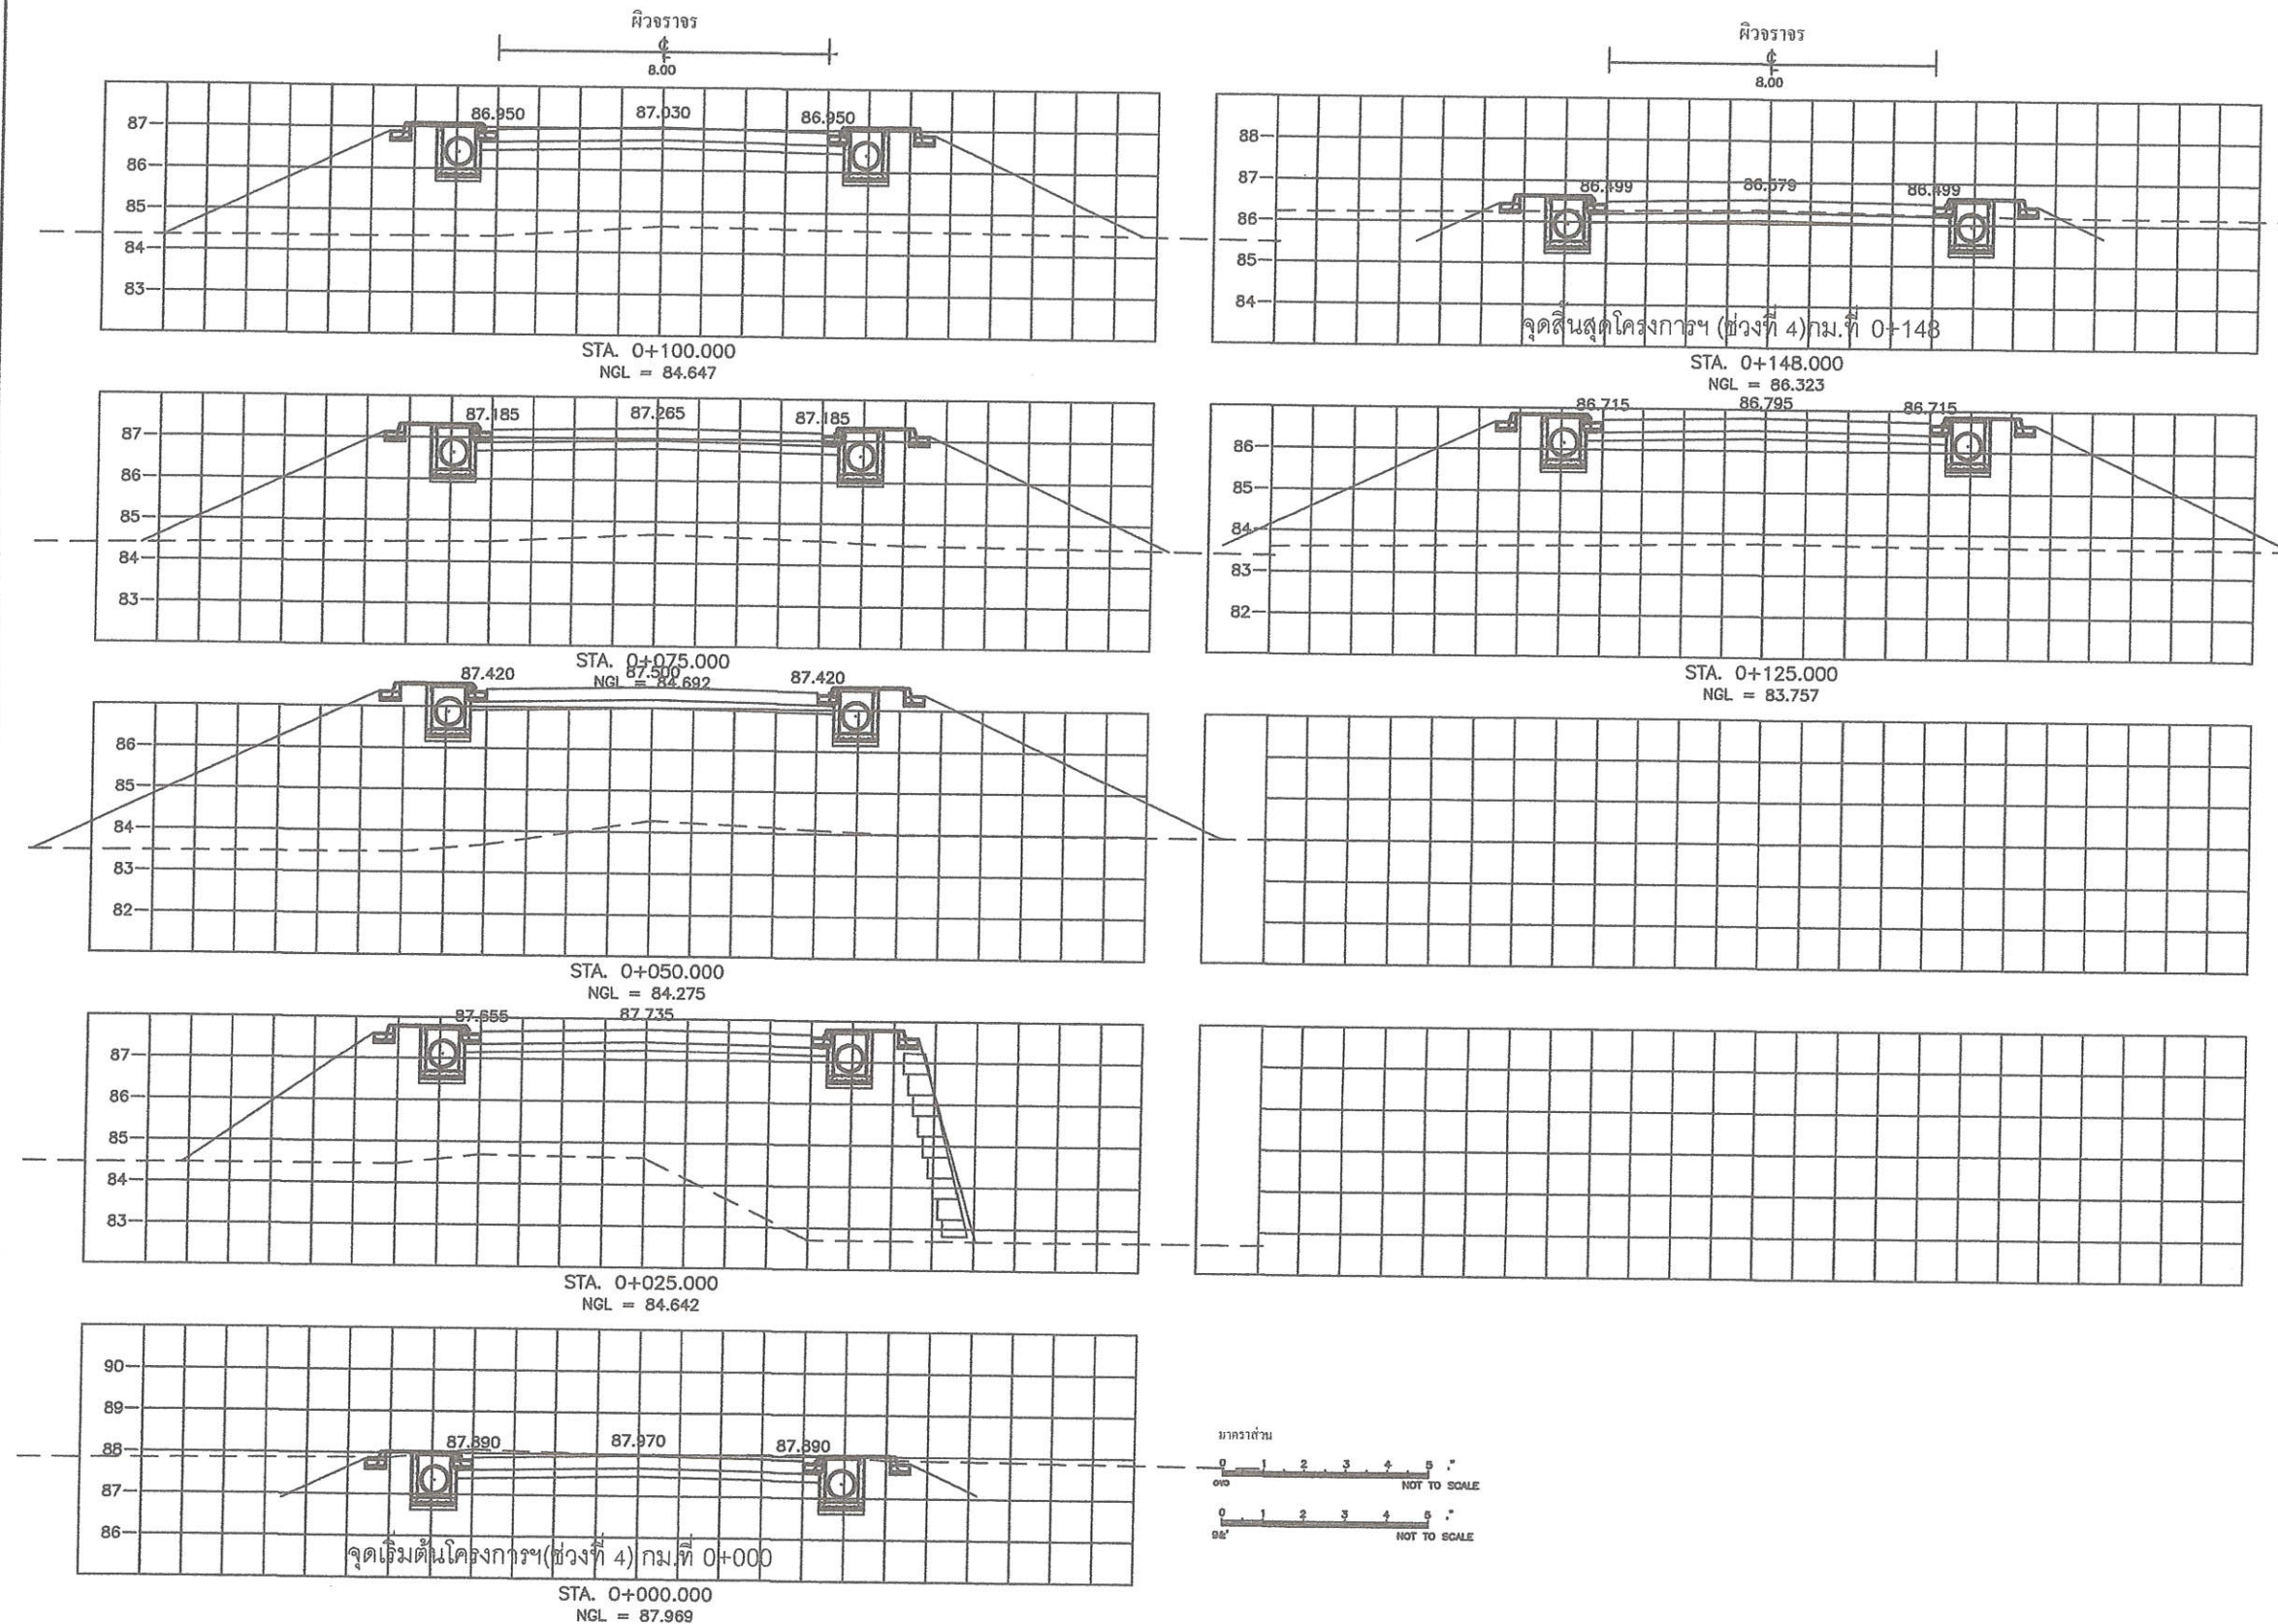 ผิวจราจร
8.00
86.950 87.030 86.950
87
86
85
84
83
STA. 0+100.000
NGL = 84.647
87.185 87.265 87.185
87
86
85
84
83
STA. 0+075.000
NGL = 84.692
87.420 87.500 87.420
86
85
84
83
82
STA. 0+050.000
NGL = 84.275
87.655 87.735
87
86
85
84
83
STA. 0+025.000
NGL = 84.642
90
89
88
87
86
87.890 87.970 87.890
จุดเริ่มต้นโครงการฯ(ช่วงที่ 4) กม.ที่ 0+000
STA. 0+000.000
NGL = 87.969
ผิวจราจร
8.00
88
87
86
85
84
86.499 86.579 86.499
จุดสิ้นสุดโครงการฯ (ช่วงที่ 4)กม.ที่ 0+148
STA. 0+148.000
NGL = 86.323
86.715 86.795 86.715
86
85
84
83
82
STA. 0+125.000
NGL = 83.757
มาตราส่วน
0 1 2 3 4 5
NOT TO SCALE
0 1 2 3 4 5
NOT TO SCALE